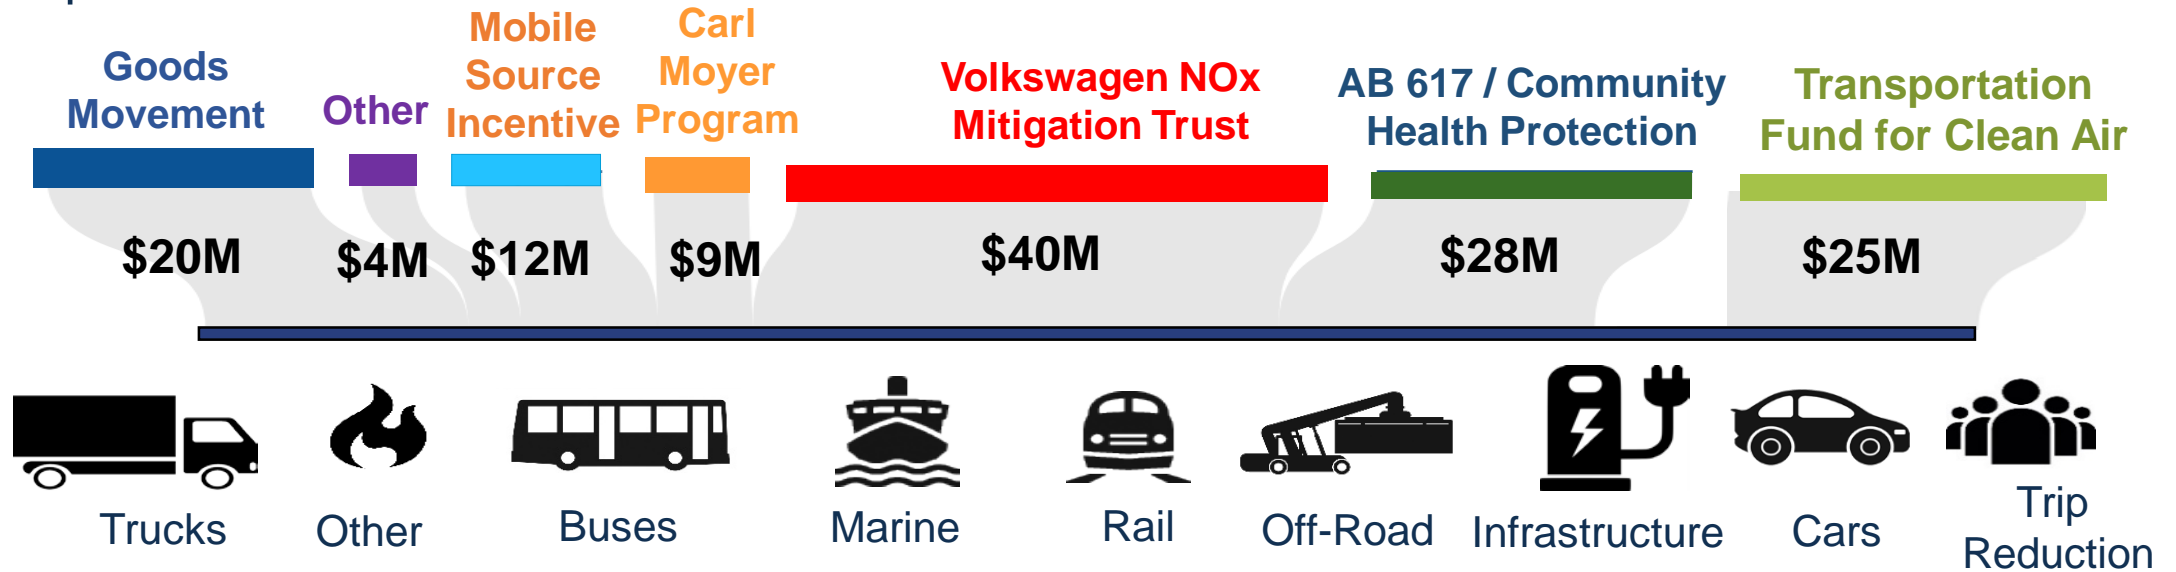 Goods
Movement
Other
Mobile
Source
Incentive
Carl
Moyer
Program
Volkswagen NOx
Mitigation Trust
AB 617 / Community
Health Protection
Transportation
Fund for Clean Air
$20M
$4M
$12M
$9M
$40M
$28M
$25M
Trucks
Other
Buses
Marine
Rail
Off-Road
Infrastructure
Cars
Trip
Reduction